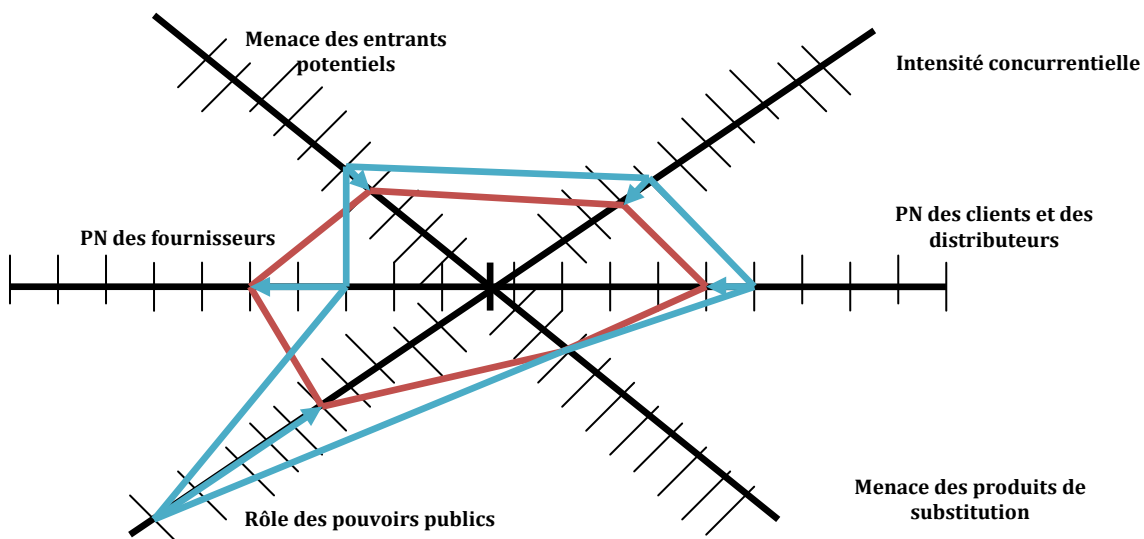 Menace des entrants
potentiels
Intensité concurrentielle
PN des fournisseurs
PN des clients et des
distributeurs
Rôle des pouvoirs publics
Menace des produits de
substitution